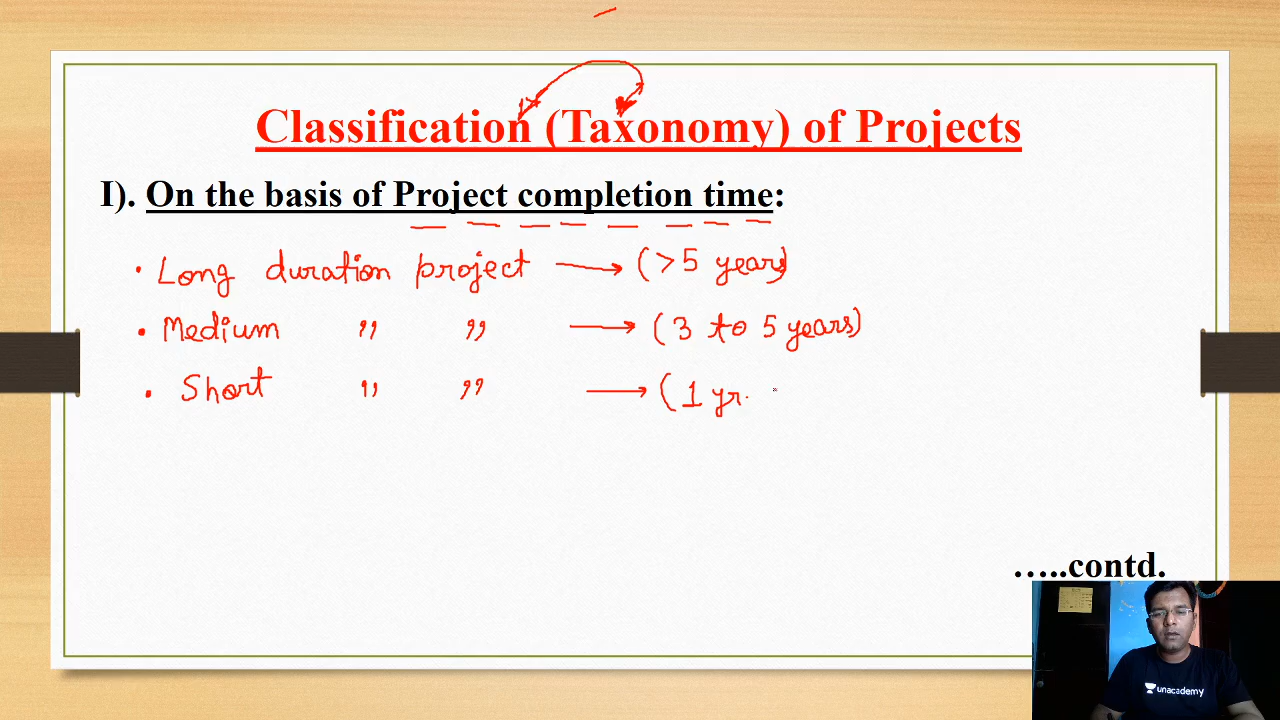 Classification (Taxonomy) of Projects
I). On the basis of Project completion time:
• Long duration project → (>5 years)
• Medium " " → (3 to 5 years)
• Short " " → (1 yr.
.....contd.
unacademy